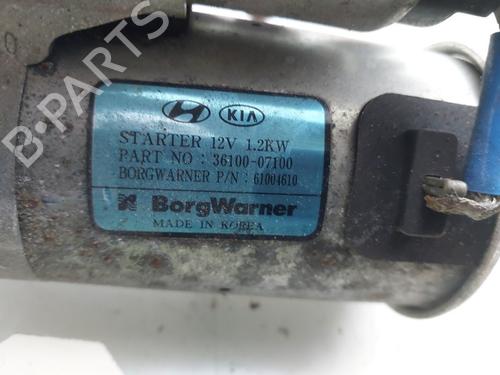 B-PARTS
KIA
STARTER 12V 1.2KW
PART NO : 36100-07100
BORGWARNER P/N : 61004610
BorgWarner
MADE IN KOREA